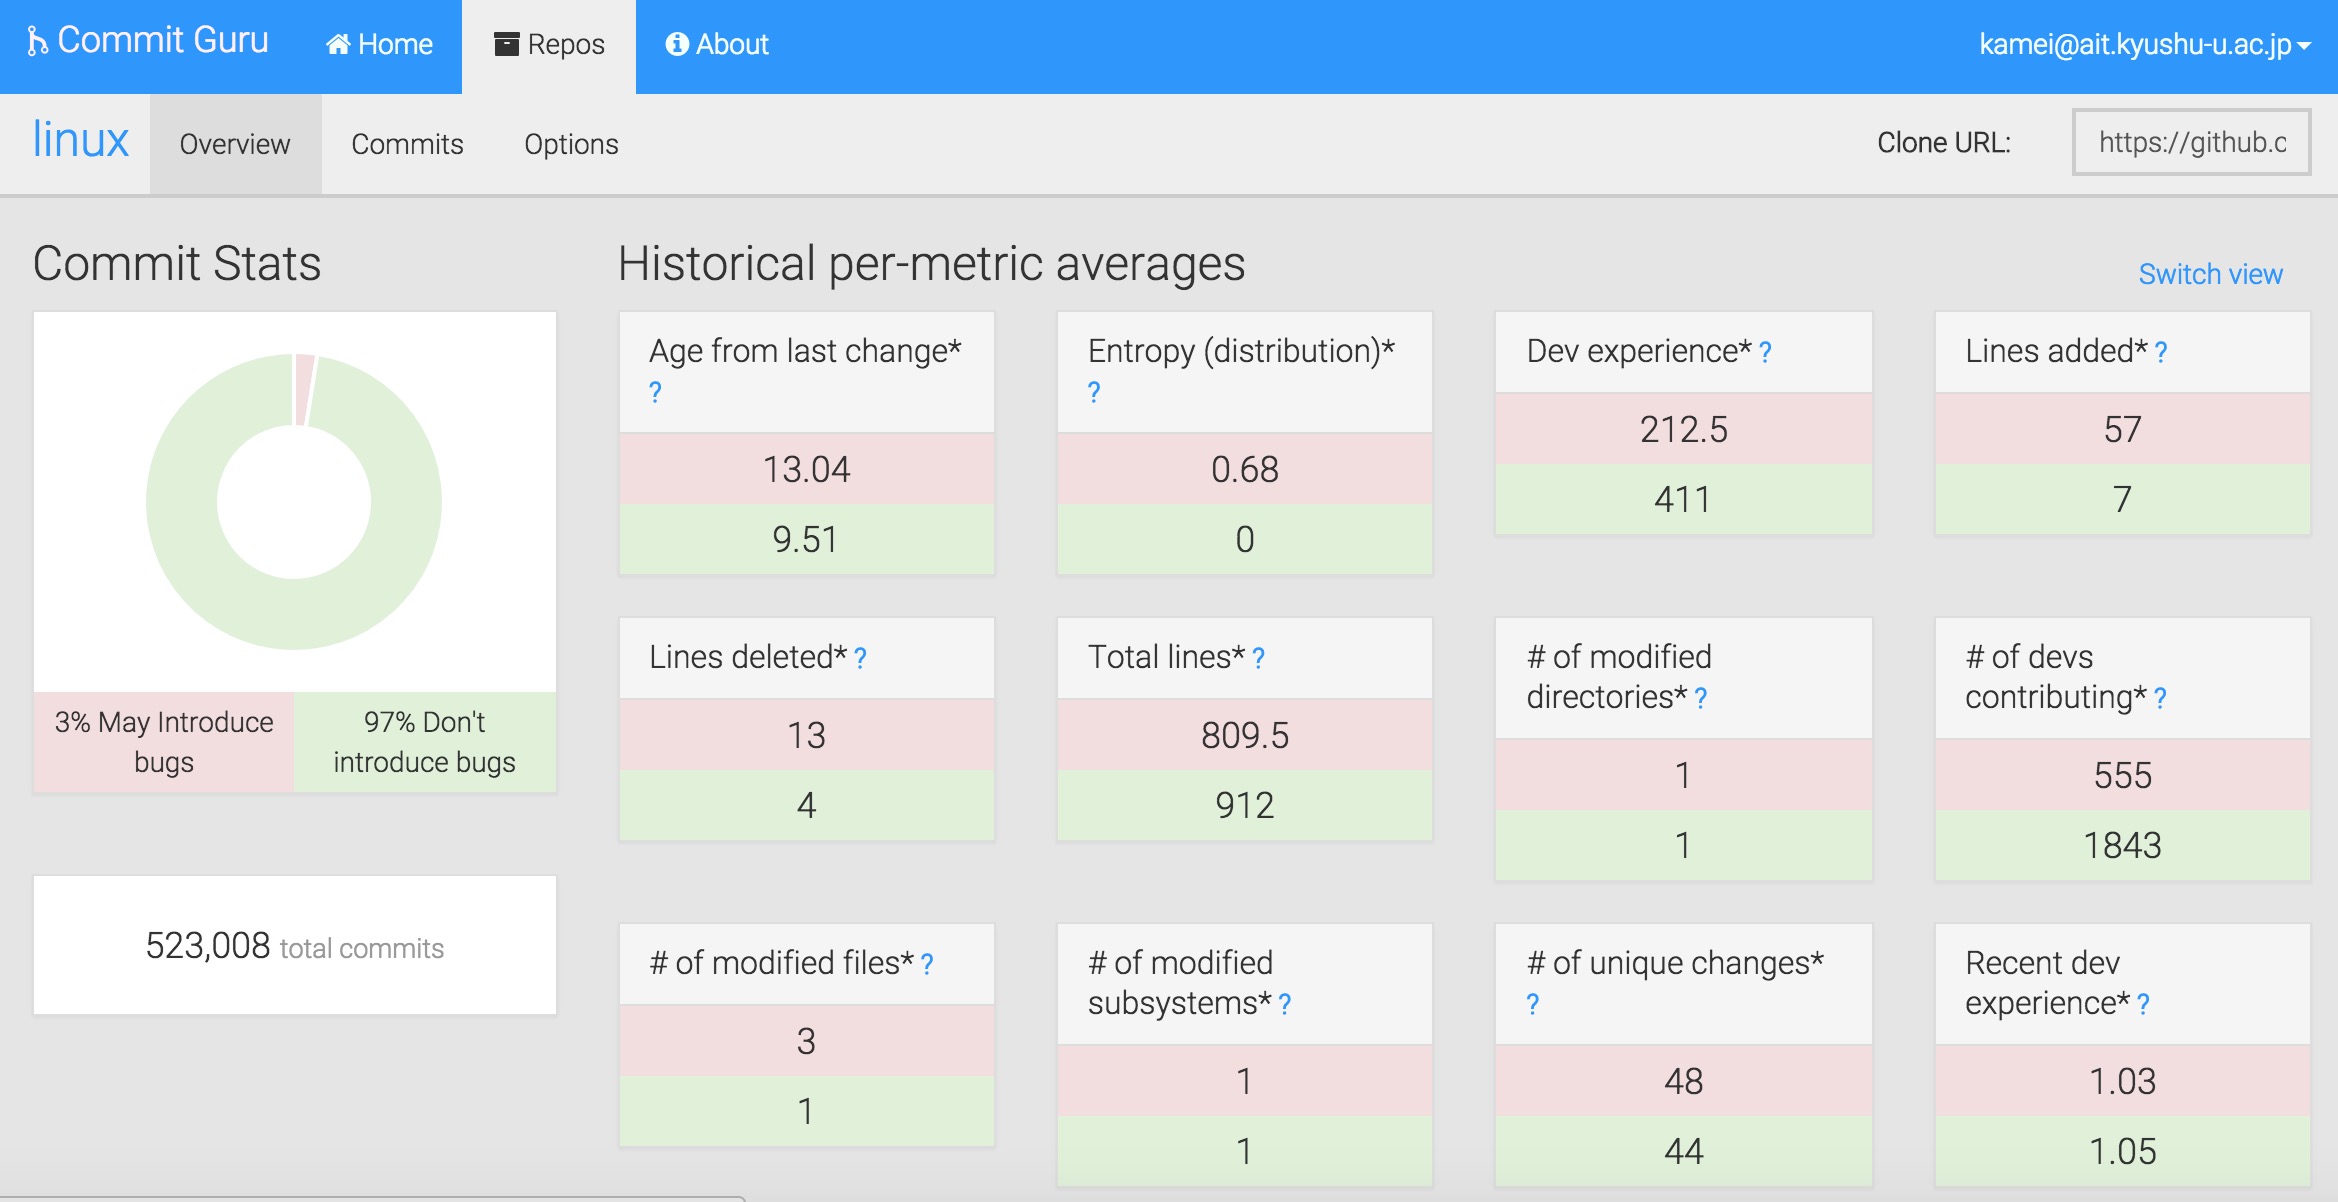 Commit Guru
Home
Repos
About
kamei@ait.kyushu-u.ac.jp
linux
Overview
Commits
Options
Clone URL:
https://github.c
Commit Stats
3% May Introduce
bugs
97% Don't
introduce bugs
523,008 total commits
Historical per-metric averages
Switch view
Age from last change*
?
13.04
9.51
Entropy (distribution)*
?
0.68
0
Dev experience* ?
212.5
411
Lines added* ?
57
7
Lines deleted* ?
13
4
Total lines* ?
809.5
912
# of modified
directories* ?
1
1
# of devs
contributing* ?
555
1843
# of modified files* ?
3
1
# of modified
subsystems* ?
1
1
# of unique changes*
?
48
44
Recent dev
experience* ?
1.03
1.05